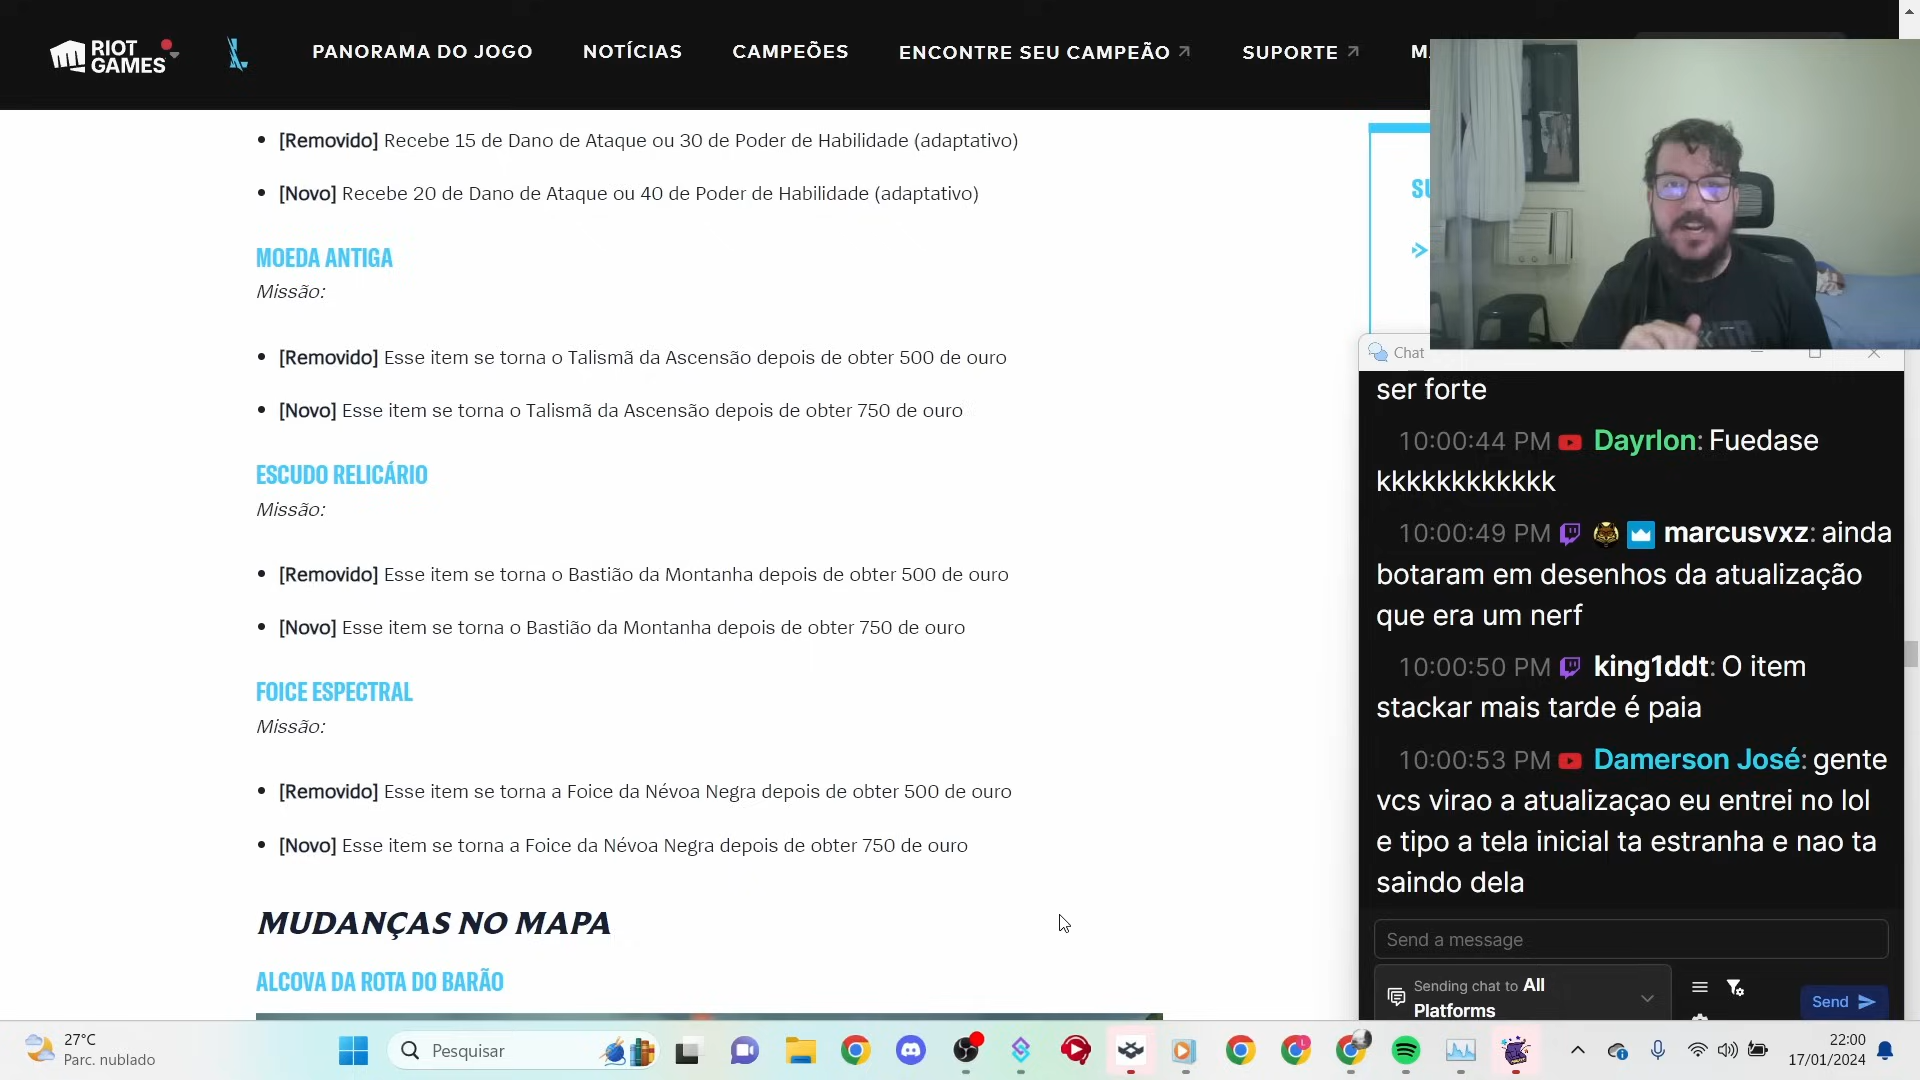 RIOT GAMES
PANORAMA DO JOGO
NOTÍCIAS
CAMPEÕES
ENCONTRE SEU CAMPEÃO
SUPORTE
[Removido] Recebe 15 de Dano de Ataque ou 30 de Poder de Habilidade (adaptativo)
[Novo] Recebe 20 de Dano de Ataque ou 40 de Poder de Habilidade (adaptativo)
MOEDA ANTIGA
Missão:
[Removido] Esse item se torna o Talismã da Ascensão depois de obter 500 de ouro
[Novo] Esse item se torna o Talismã da Ascensão depois de obter 750 de ouro
ESCUDO RELICÁRIO
Missão:
[Removido] Esse item se torna o Bastião da Montanha depois de obter 500 de ouro
[Novo] Esse item se torna o Bastião da Montanha depois de obter 750 de ouro
FOICE ESPECTRAL
Missão:
[Removido] Esse item se torna a Foice da Névoa Negra depois de obter 500 de ouro
[Novo] Esse item se torna a Foice da Névoa Negra depois de obter 750 de ouro
MUDANÇAS NO MAPA
ALCOVA DA ROTA DO BARÃO
Chat
ser forte
10:00:44 PM Dayrlon: Fuedase
kkkkkkkkkkkk
10:00:49 PM marcusvxz: ainda
botaram em desenhos da atualização
que era um nerf
10:00:50 PM king1ddt: O item
stackar mais tarde é paia
10:00:53 PM Damerson José: gente
vcs virao a atualizaçao eu entrei no lol
e tipo a tela inicial ta estranha e nao ta
saindo dela
Send a message
Sending chat to All
Platforms
Send
27°C
Parc. nublado
Pesquisar
22:00
17/01/2024